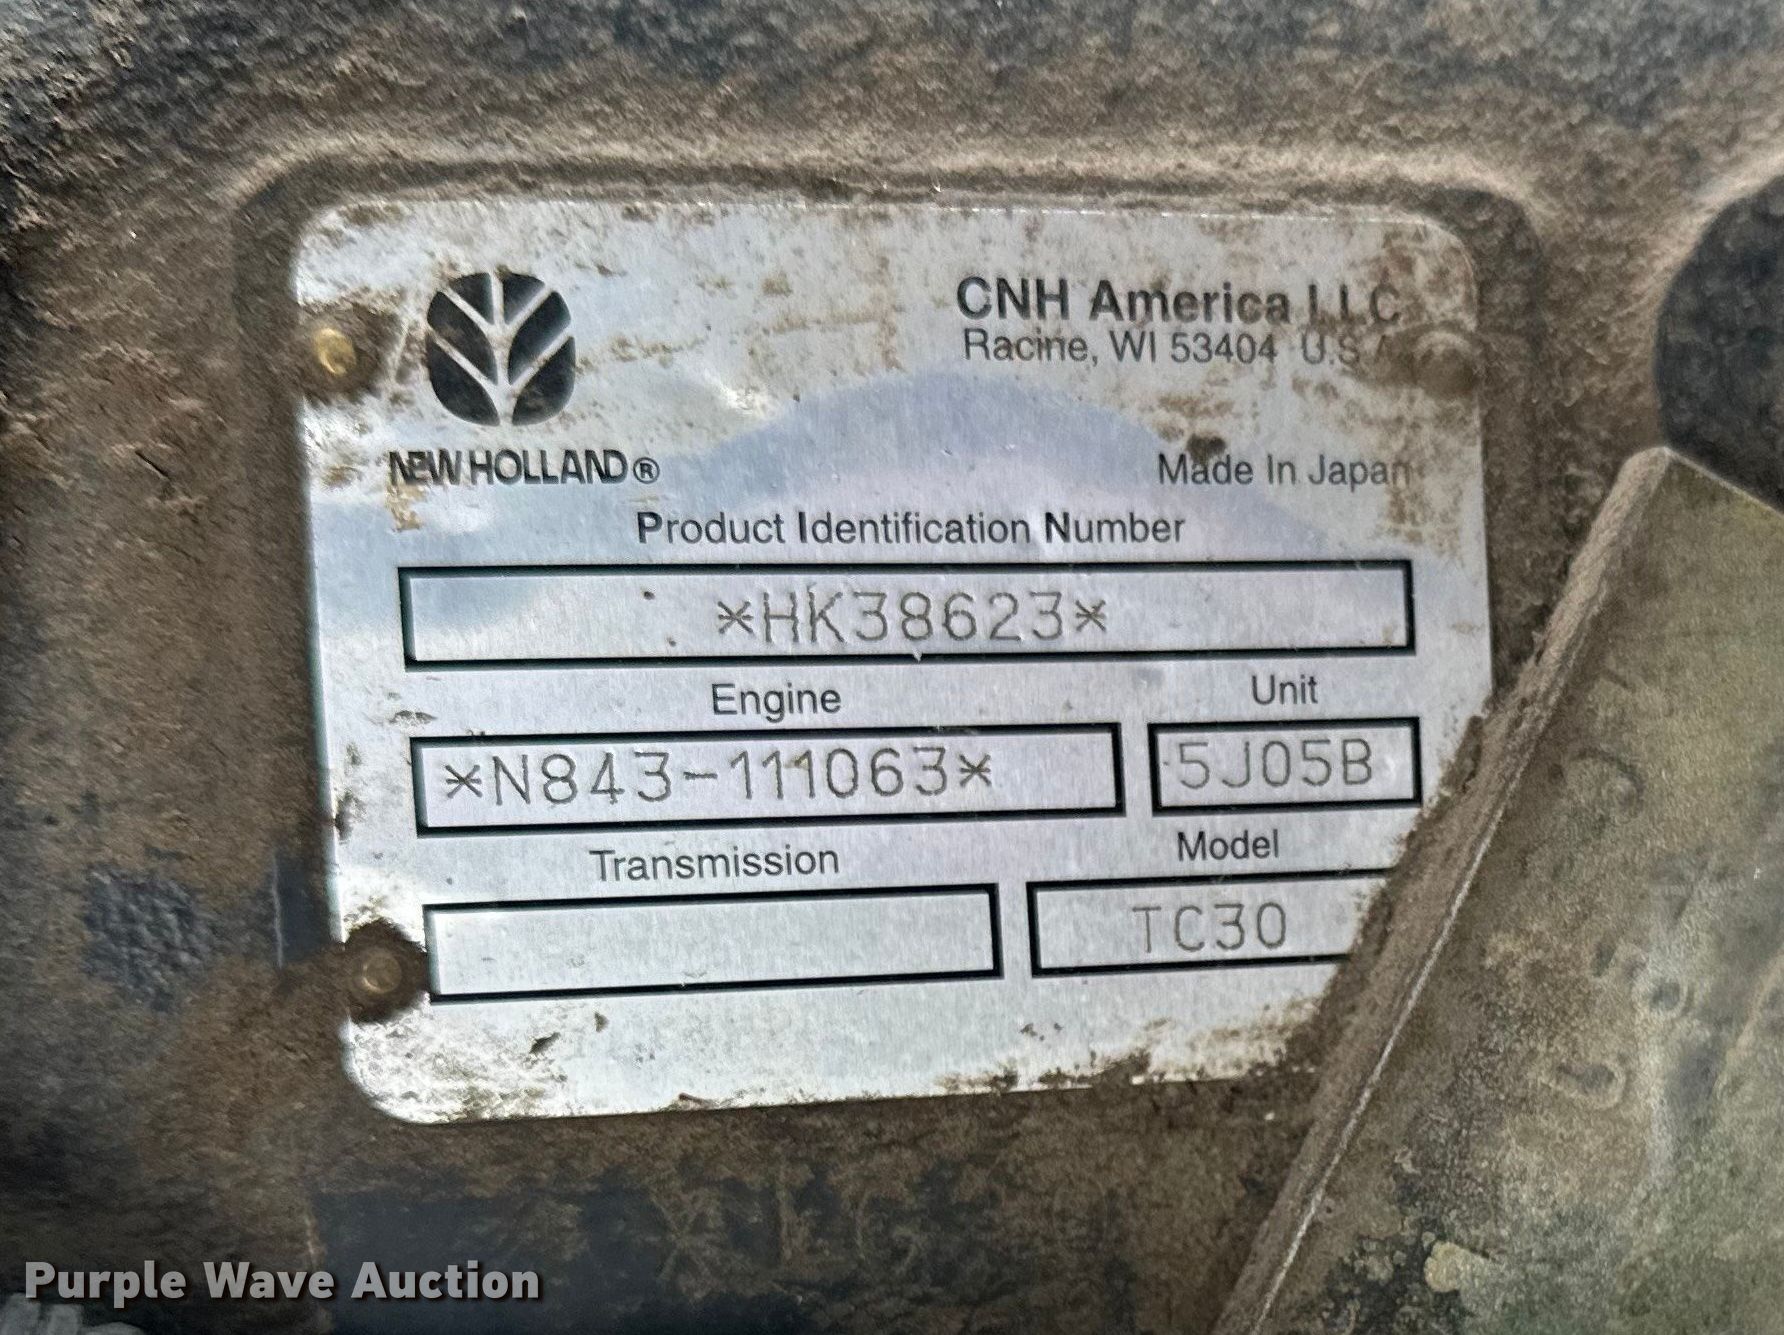 CNH America LLC
Racine, WI 53404 U.S.A
NEW HOLLAND®
Made In Japan
Product Identification Number
*HK38623*
Engine
Unit
*N843-111063*
5J05B
Transmission
Model
TC30
Purple Wave Auction